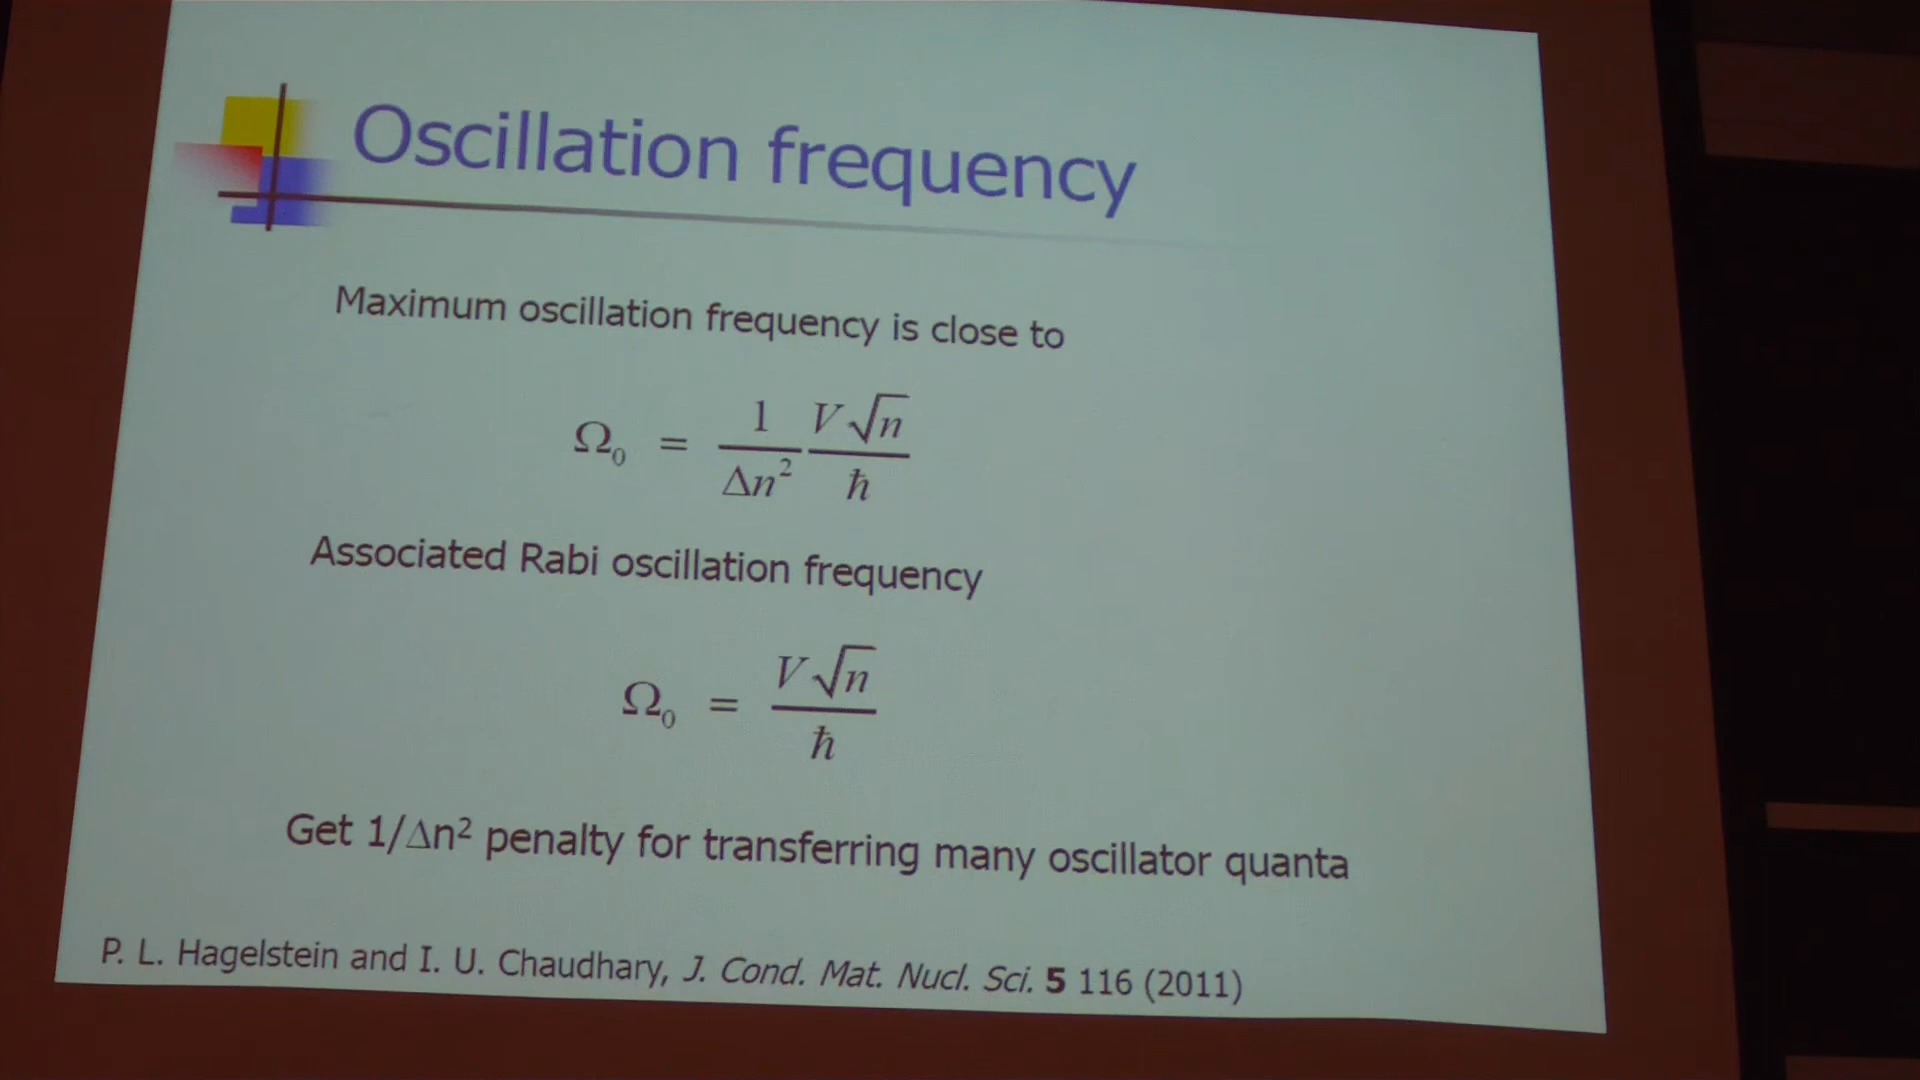 Oscillation frequency
Maximum oscillation frequency is close to
Ω₀ = 1/Δn² V√n/ħ
Associated Rabi oscillation frequency
Ω₀ = V√n/ħ
Get 1/Δn² penalty for transferring many oscillator quanta
P. L. Hagelstein and I. U. Chaudhary, J. Cond. Mat. Nucl. Sci. 5 116 (2011)